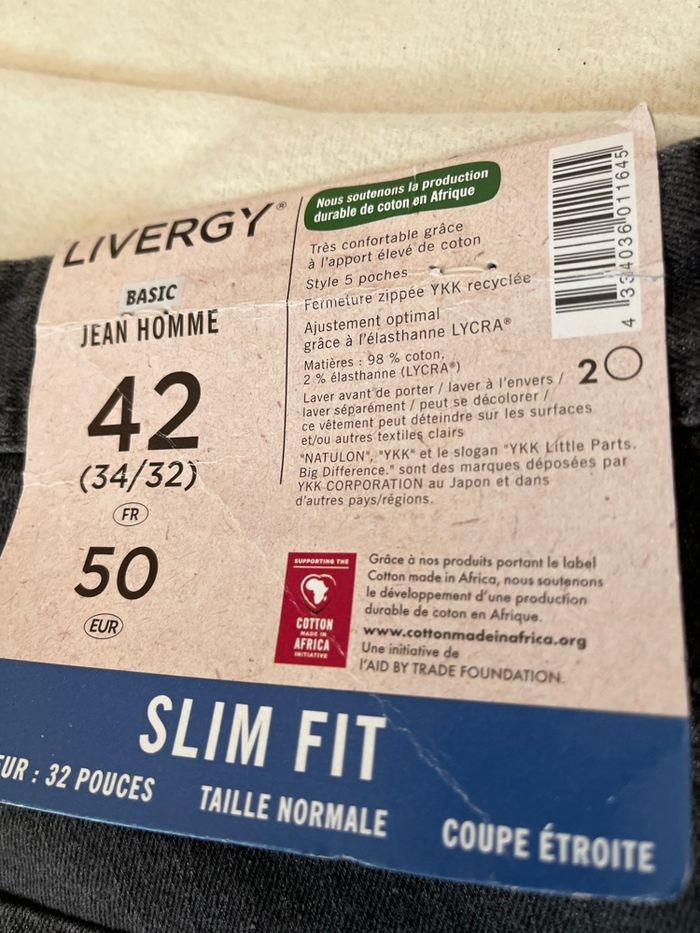 LIVERGY®
BASIC
JEAN HOMME
42
(34/32)
FR
50
EUR
Nous soutenons la production
durable de coton en Afrique
Très confortable grâce
à l'apport élevé de coton
Style 5 poches
Fermeture zippée YKK recyclée
Ajustement optimal
grâce à l'élasthanne LYCRA®
Matières : 98 % coton,
2 % élasthanne (LYCRA®)
Laver avant de porter / laver à l'envers /
laver séparément / peut se décolorer /
ce vêtement peut déteindre sur les surfaces
et/ou autres textiles clairs
"NATULON", "YKK" et le slogan "YKK Little Parts.
Big Difference." sont des marques déposées par
YKK CORPORATION au Japon et dans
d'autres pays/régions.
4 334036 011645
2
SUPPORTING THE
COTTON
MADE IN
AFRICA
INITIATIVE
Grâce à nos produits portant le label
Cotton made in Africa, nous soutenons
le développement d'une production
durable de coton en Afrique.
www.cottonmadeinafrica.org
Une initiative de
l'AID BY TRADE FOUNDATION.
SLIM FIT
EUR : 32 POUCES
TAILLE NORMALE
COUPE ÉTROITE